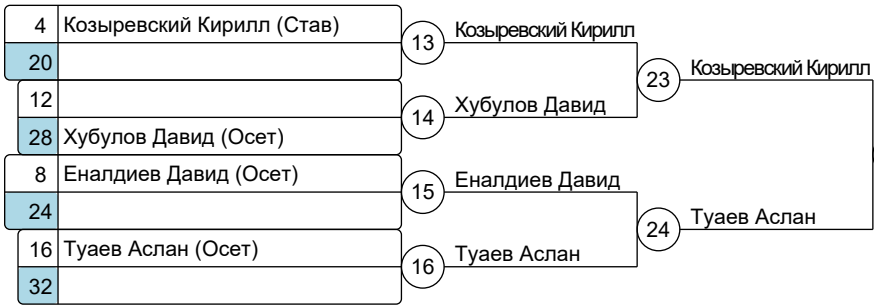 4 Козыревский Кирилл (Став)
20
13 Козыревский Кирилл
12
28 Хубулов Давид (Осет)
14 Хубулов Давид
23 Козыревский Кирилл
8 Еналдиев Давид (Осет)
24
15 Еналдиев Давид
16 Туаев Аслан (Осет)
32
16 Туаев Аслан
24 Туаев Аслан